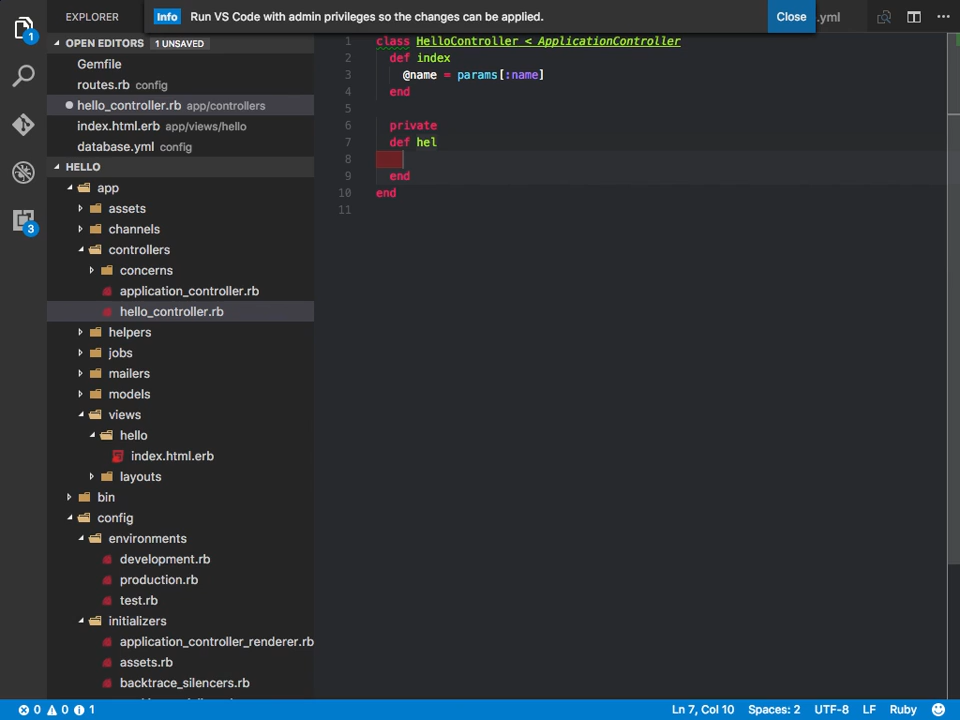 EXPLORER
Info Run VS Code with admin privileges so the changes can be applied. Close
.yml
1
3
OPEN EDITORS 1 UNSAVED
Gemfile
routes.rb config
hello_controller.rb app/controllers
index.html.erb app/views/hello
database.yml config
HELLO
app
assets
channels
controllers
concerns
application_controller.rb
hello_controller.rb
helpers
jobs
mailers
models
views
hello
index.html.erb
layouts
bin
config
environments
development.rb
production.rb
test.rb
initializers
application_controller_renderer.rb
assets.rb
backtrace_silencers.rb
1 class HelloController < ApplicationController
2 def index
3 @name = params[:name]
4 end
5
6 private
7 def hel
8
9 end
10 end
11
0 0 1 Ln 7, Col 10 Spaces: 2 UTF-8 LF Ruby